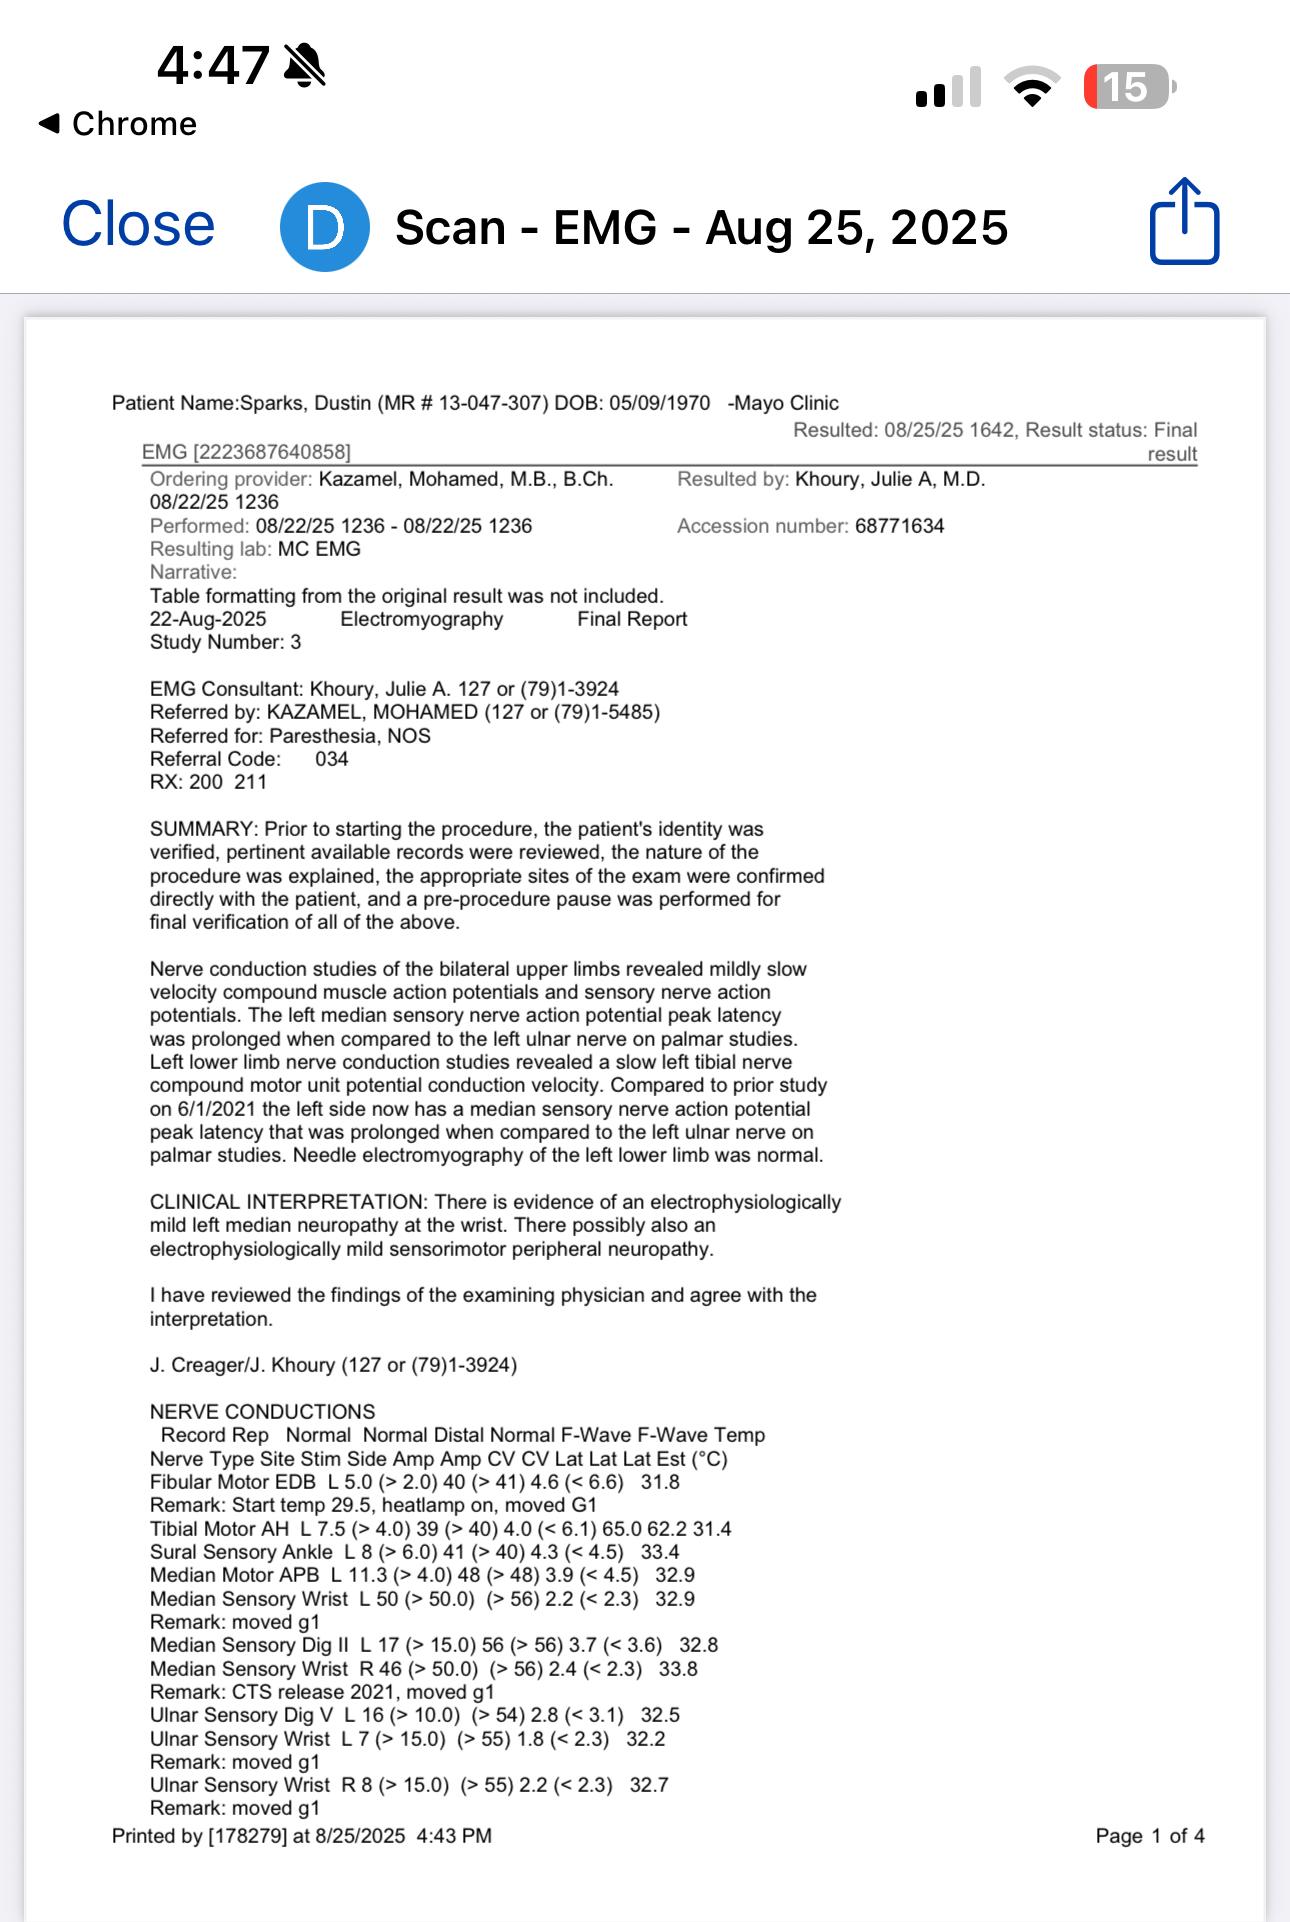 4:47
15
◀ Chrome
Close
D
Scan - EMG - Aug 25, 2025
Patient Name:Sparks, Dustin (MR # 13-047-307) DOB: 05/09/1970 -Mayo Clinic
Resulted: 08/25/25 1642, Result status: Final
EMG [2223687640858] result
Ordering provider: Kazamel, Mohamed, M.B., B.Ch. Resulted by: Khoury, Julie A, M.D.
08/22/25 1236
Performed: 08/22/25 1236 - 08/22/25 1236 Accession number: 68771634
Resulting lab: MC EMG
Narrative:
Table formatting from the original result was not included.
22-Aug-2025 Electromyography Final Report
Study Number: 3
EMG Consultant: Khoury, Julie A. 127 or (79)1-3924
Referred by: KAZAMEL, MOHAMED (127 or (79)1-5485)
Referred for: Paresthesia, NOS
Referral Code: 034
RX: 200 211
SUMMARY: Prior to starting the procedure, the patient's identity was
verified, pertinent available records were reviewed, the nature of the
procedure was explained, the appropriate sites of the exam were confirmed
directly with the patient, and a pre-procedure pause was performed for
final verification of all of the above.
Nerve conduction studies of the bilateral upper limbs revealed mildly slow
velocity compound muscle action potentials and sensory nerve action
potentials. The left median sensory nerve action potential peak latency
was prolonged when compared to the left ulnar nerve on palmar studies.
Left lower limb nerve conduction studies revealed a slow left tibial nerve
compound motor unit potential conduction velocity. Compared to prior study
on 6/1/2021 the left side now has a median sensory nerve action potential
peak latency that was prolonged when compared to the left ulnar nerve on
palmar studies. Needle electromyography of the left lower limb was normal.
CLINICAL INTERPRETATION: There is evidence of an electrophysiologically
mild left median neuropathy at the wrist. There possibly also an
electrophysiologically mild sensorimotor peripheral neuropathy.
I have reviewed the findings of the examining physician and agree with the
interpretation.
J. Creager/J. Khoury (127 or (79)1-3924)
NERVE CONDUCTIONS
Record Rep Normal Normal Distal Normal F-Wave F-Wave Temp
Nerve Type Site Stim Side Amp Amp CV CV Lat Lat Lat Est (°C)
Fibular Motor EDB L 5.0 (> 2.0) 40 (> 41) 4.6 (< 6.6) 31.8
Remark: Start temp 29.5, heatlamp on, moved G1
Tibial Motor AH L 7.5 (> 4.0) 39 (> 40) 4.0 (< 6.1) 65.0 62.2 31.4
Sural Sensory Ankle L 8 (> 6.0) 41 (> 40) 4.3 (< 4.5) 33.4
Median Motor APB L 11.3 (> 4.0) 48 (> 48) 3.9 (< 4.5) 32.9
Median Sensory Wrist L 50 (> 50.0) (> 56) 2.2 (< 2.3) 32.9
Remark: moved g1
Median Sensory Dig II L 17 (> 15.0) 56 (> 56) 3.7 (< 3.6) 32.8
Median Sensory Wrist R 46 (> 50.0) (> 56) 2.4 (< 2.3) 33.8
Remark: CTS release 2021, moved g1
Ulnar Sensory Dig V L 16 (> 10.0) (> 54) 2.8 (< 3.1) 32.5
Ulnar Sensory Wrist L 7 (> 15.0) (> 55) 1.8 (< 2.3) 32.2
Remark: moved g1
Ulnar Sensory Wrist R 8 (> 15.0) (> 55) 2.2 (< 2.3) 32.7
Remark: moved g1
Printed by [178279] at 8/25/2025 4:43 PM Page 1 of 4